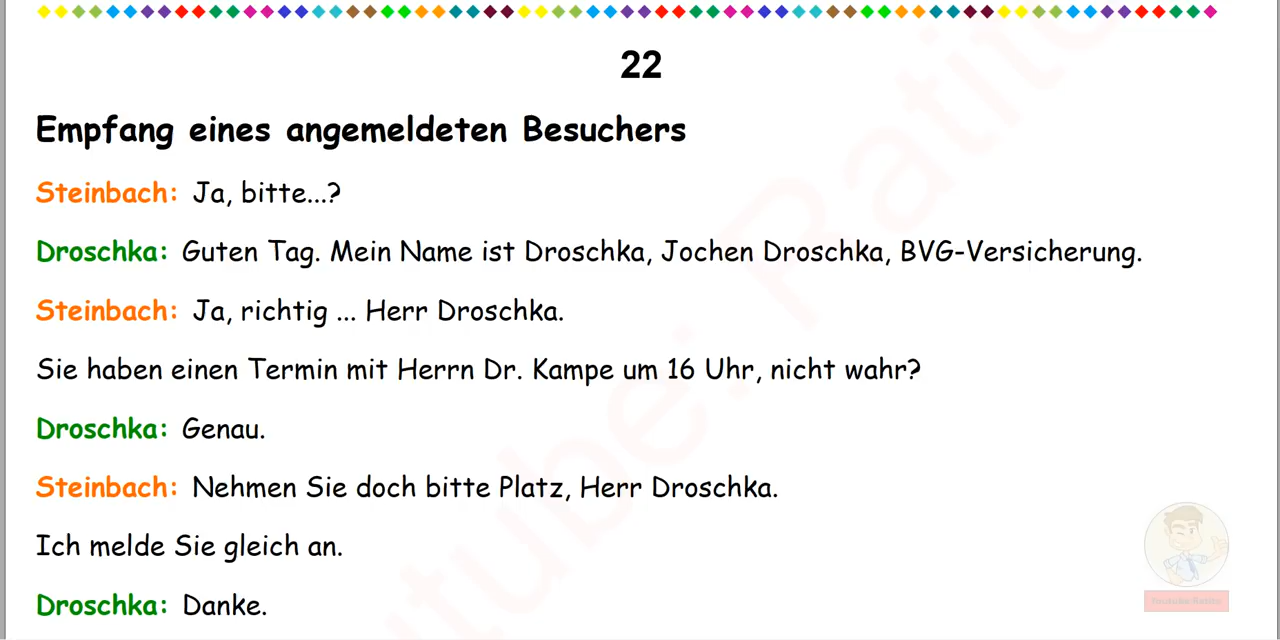 22
Empfang eines angemeldeten Besuchers
Steinbach: Ja, bitte...?
Droschka: Guten Tag. Mein Name ist Droschka, Jochen Droschka, BVG-Versicherung.
Steinbach: Ja, richtig ... Herr Droschka.
Sie haben einen Termin mit Herrn Dr. Kampe um 16 Uhr, nicht wahr?
Droschka: Genau.
Steinbach: Nehmen Sie doch bitte Platz, Herr Droschka.
Ich melde Sie gleich an.
Droschka: Danke.